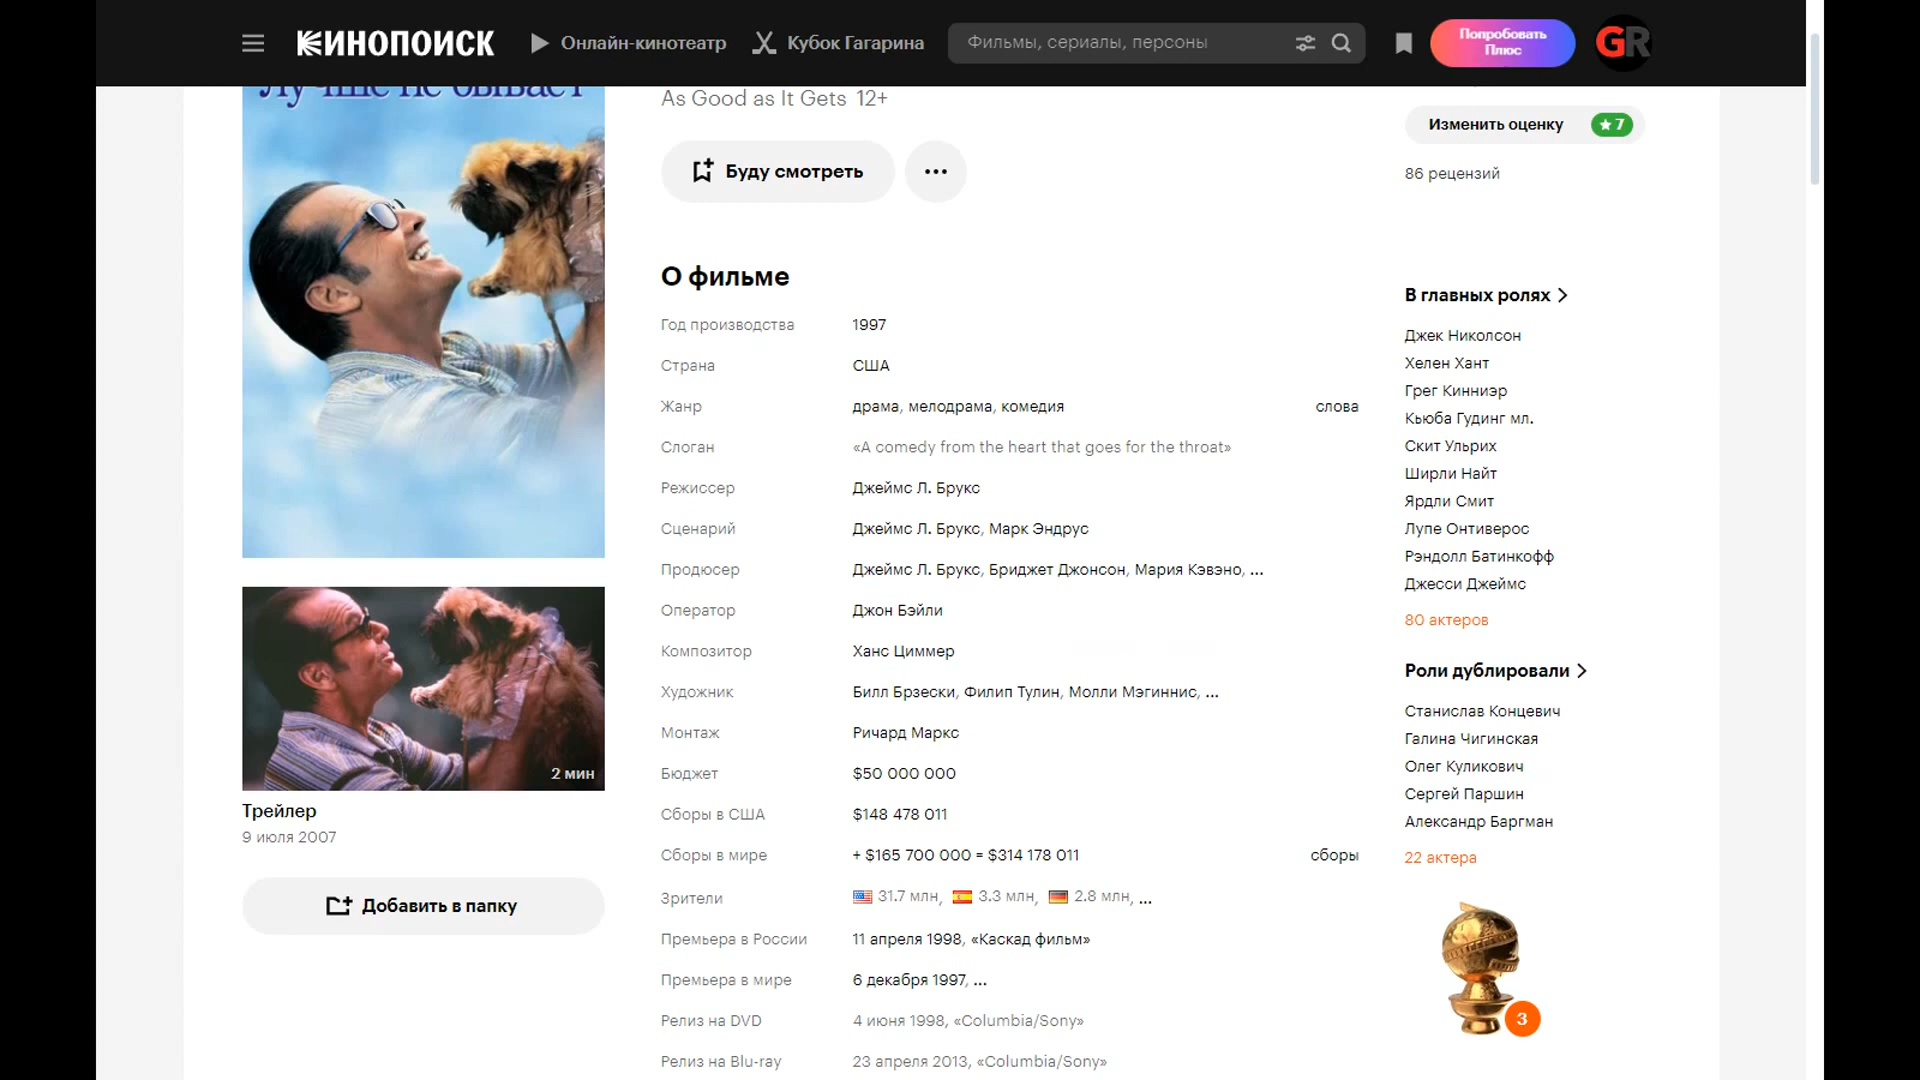 КИНОПОИСК
Онлайн-кинотеатр
Кубок Гагарина
Фильмы, сериалы, персоны
Попробовать
Плюс
GR
Лучше не бывает
As Good as It Gets 12+
Изменить оценку
7
Буду смотреть
...
86 рецензий
О фильме
Год производства 1997
Страна США
Жанр драма, мелодрама, комедия слова
Слоган «A comedy from the heart that goes for the throat»
Режиссер Джеймс Л. Брукс
Сценарий Джеймс Л. Брукс, Марк Эндрус
Продюсер Джеймс Л. Брукс, Бриджет Джонсон, Мария Кэвэно, ...
Оператор Джон Бэйли
Композитор Ханс Циммер
Художник Билл Брзески, Филип Тулин, Молли Мэгиннис, ...
Монтаж Ричард Маркс
Бюджет $50 000 000
Сборы в США $148 478 011
Сборы в мире + $165 700 000 = $314 178 011 сборы
Зрители 31.7 млн, 3.3 млн, 2.8 млн, ...
Премьера в России 11 апреля 1998, «Каскад фильм»
Премьера в мире 6 декабря 1997, ...
Релиз на DVD 4 июня 1998, «Columbia/Sony»
Релиз на Blu-ray 23 апреля 2013, «Columbia/Sony»
2 мин
Трейлер
9 июля 2007
Добавить в папку
В главных ролях
Джек Николсон
Хелен Хант
Грег Кинниэр
Кьюба Гудинг мл.
Скит Ульрих
Ширли Найт
Ярдли Смит
Лупе Онтиверос
Рэндолл Батинкофф
Джесси Джеймс
80 актеров
Роли дублировали
Станислав Концевич
Галина Чигинская
Олег Куликович
Сергей Паршин
Александр Баргман
22 актера
3